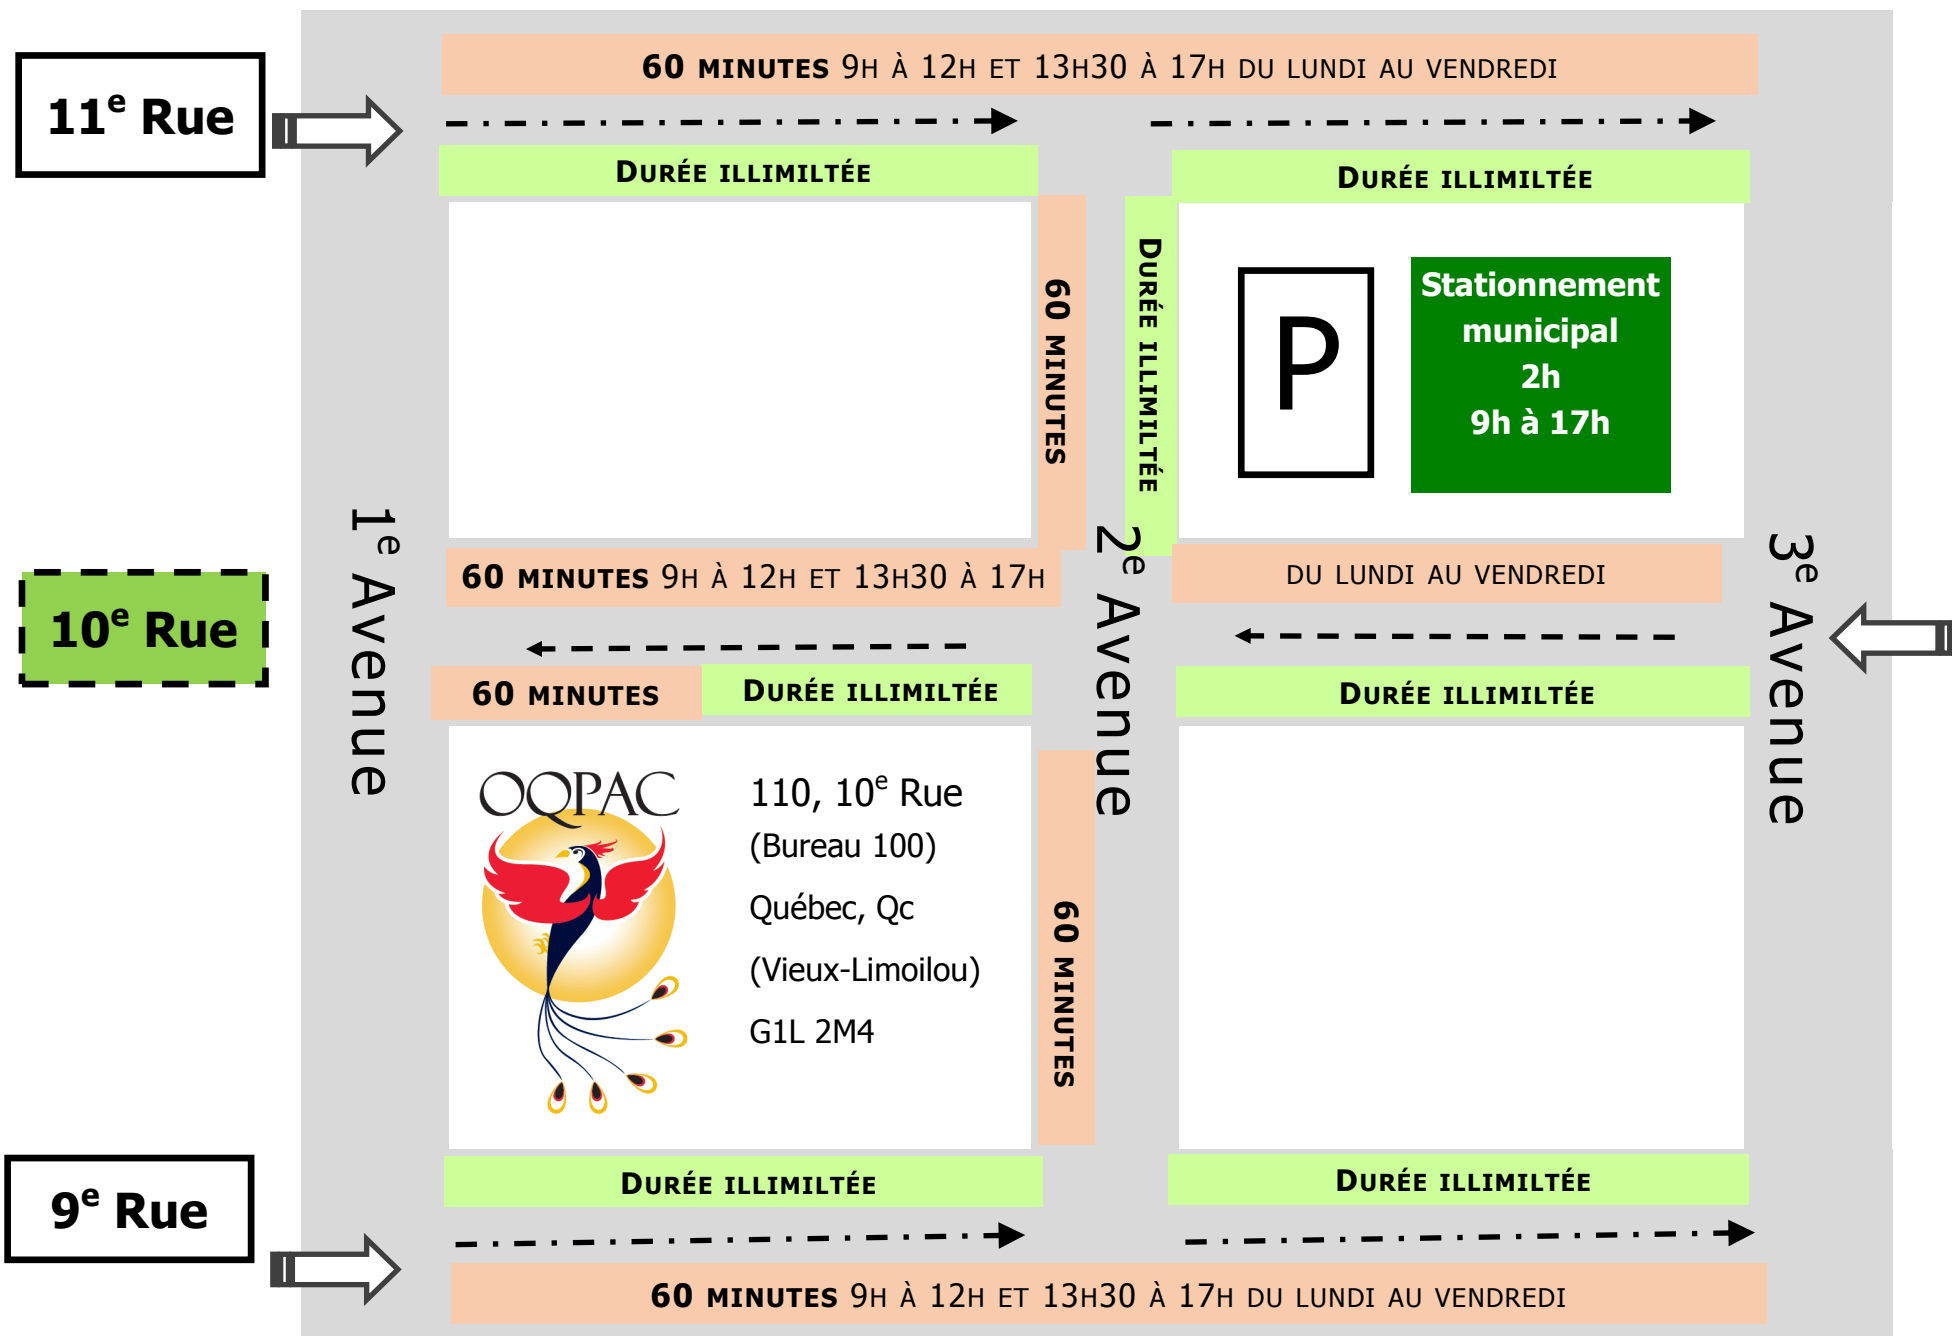 60 MINUTES 9H À 12H ET 13H30 À 17H DU LUNDI AU VENDREDI
11e Rue
DURÉE ILLIMILTÉE
DURÉE ILLIMILTÉE
60 MINUTES
DURÉE ILLIMILTÉE
P
Stationnement
municipal
2h
9h à 17h
1e Avenue
2e Avenue
3e Avenue
60 MINUTES 9H À 12H ET 13H30 À 17H
DU LUNDI AU VENDREDI
10e Rue
60 MINUTES
DURÉE ILLIMILTÉE
DURÉE ILLIMILTÉE
OQPAC
110, 10e Rue
(Bureau 100)
Québec, Qc
(Vieux-Limoilou)
G1L 2M4
60 MINUTES
9e Rue
DURÉE ILLIMILTÉE
DURÉE ILLIMILTÉE
60 MINUTES 9H À 12H ET 13H30 À 17H DU LUNDI AU VENDREDI